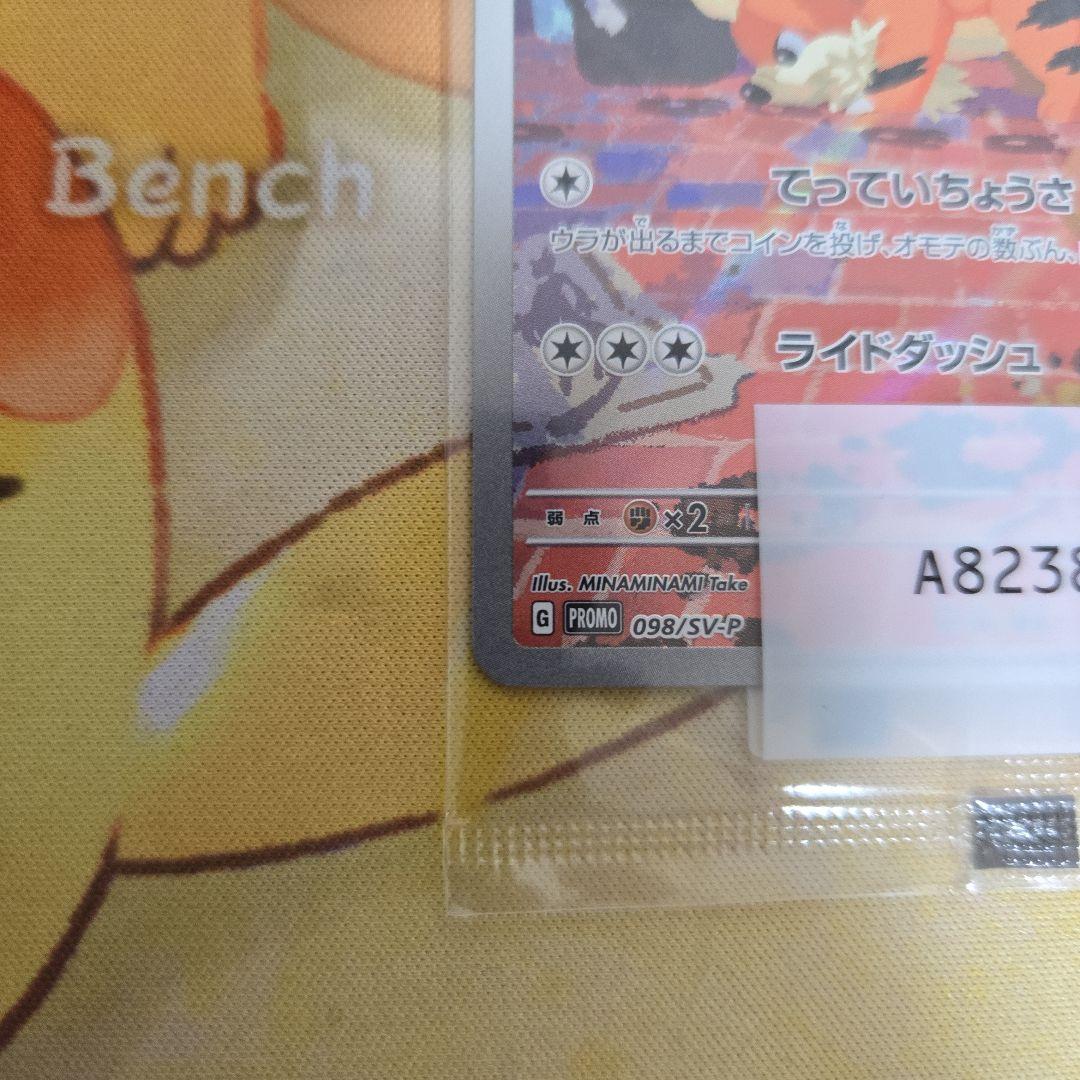 Bench
てっていちょうさ
ウラが出るまでコインを投げ、オモテの数ぶん、
ライドダッシュ
弱 点 ×2
Illus. MINAMINAMI Take
G PROMO 098/SV-P
A8238